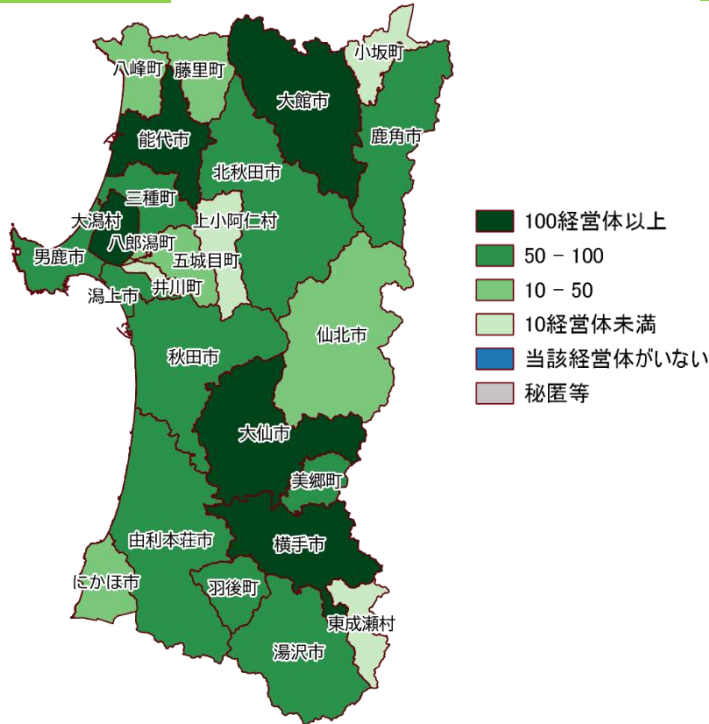 小坂町
八峰町
藤里町
大館市
鹿角市
能代市
北秋田市
三種町
大潟村
上小阿仁村
八郎潟町
男鹿市
五城目町
潟上市
井川町
仙北市
秋田市
大仙市
美郷町
由利本荘市
横手市
にかほ市
羽後町
東成瀬村
湯沢市
100経営体以上
50 - 100
10 - 50
10経営体未満
当該経営体がいない
秘匿等